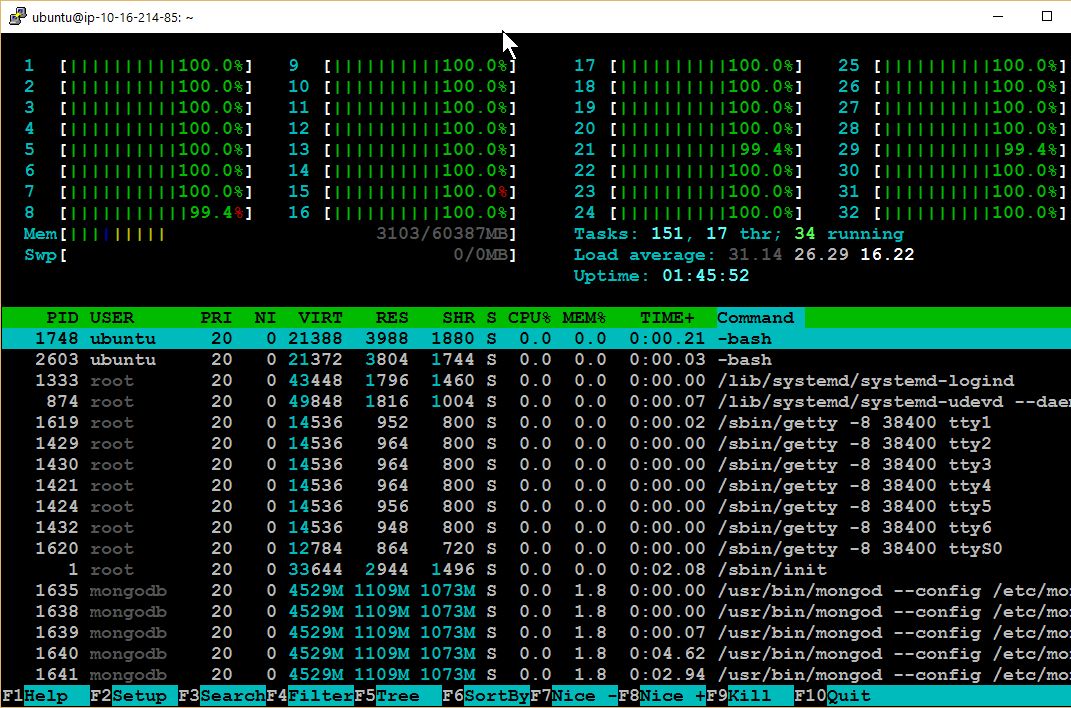 ubuntu@ip-10-16-214-85: ~
1 [||||||||||100.0%] 9 [||||||||||100.0%] 17 [||||||||||100.0%] 25 [||||||||||100.0%]
2 [||||||||||100.0%] 10 [||||||||||100.0%] 18 [||||||||||100.0%] 26 [||||||||||100.0%]
3 [||||||||||100.0%] 11 [||||||||||100.0%] 19 [||||||||||100.0%] 27 [||||||||||100.0%]
4 [||||||||||100.0%] 12 [||||||||||100.0%] 20 [||||||||||100.0%] 28 [||||||||||100.0%]
5 [||||||||||100.0%] 13 [||||||||||100.0%] 21 [|||||||||||99.4%] 29 [|||||||||||99.4%]
6 [||||||||||100.0%] 14 [||||||||||100.0%] 22 [||||||||||100.0%] 30 [||||||||||100.0%]
7 [||||||||||100.0%] 15 [||||||||||100.0%] 23 [||||||||||100.0%] 31 [||||||||||100.0%]
8 [|||||||||||99.4%] 16 [||||||||||100.0%] 24 [||||||||||100.0%] 32 [||||||||||100.0%]
Mem[||||||||| 3103/60387MB] Tasks: 151, 17 thr; 34 running
Swp[ 0/0MB] Load average: 31.14 26.29 16.22
Uptime: 01:45:52
PID USER PRI NI VIRT RES SHR S CPU% MEM% TIME+ Command
1748 ubuntu 20 0 21388 3988 1880 S 0.0 0.0 0:00.21 -bash
2603 ubuntu 20 0 21372 3804 1744 S 0.0 0.0 0:00.03 -bash
1333 root 20 0 43448 1796 1460 S 0.0 0.0 0:00.00 /lib/systemd/systemd-logind
874 root 20 0 49848 1816 1004 S 0.0 0.0 0:00.07 /lib/systemd/systemd-udevd --dae
1619 root 20 0 14536 952 800 S 0.0 0.0 0:00.02 /sbin/getty -8 38400 tty1
1429 root 20 0 14536 964 800 S 0.0 0.0 0:00.00 /sbin/getty -8 38400 tty2
1430 root 20 0 14536 964 800 S 0.0 0.0 0:00.00 /sbin/getty -8 38400 tty3
1421 root 20 0 14536 964 800 S 0.0 0.0 0:00.00 /sbin/getty -8 38400 tty4
1424 root 20 0 14536 956 800 S 0.0 0.0 0:00.00 /sbin/getty -8 38400 tty5
1432 root 20 0 14536 948 800 S 0.0 0.0 0:00.00 /sbin/getty -8 38400 tty6
1620 root 20 0 12784 864 720 S 0.0 0.0 0:00.00 /sbin/getty -8 38400 ttyS0
1 root 20 0 33644 2944 1496 S 0.0 0.0 0:02.08 /sbin/init
1635 mongodb 20 0 4529M 1109M 1073M S 0.0 1.8 0:00.00 /usr/bin/mongod --config /etc/mo
1638 mongodb 20 0 4529M 1109M 1073M S 0.0 1.8 0:00.00 /usr/bin/mongod --config /etc/mo
1639 mongodb 20 0 4529M 1109M 1073M S 0.0 1.8 0:00.07 /usr/bin/mongod --config /etc/mo
1640 mongodb 20 0 4529M 1109M 1073M S 0.0 1.8 0:04.62 /usr/bin/mongod --config /etc/mo
1641 mongodb 20 0 4529M 1109M 1073M S 0.0 1.8 0:02.94 /usr/bin/mongod --config /etc/mo
F1Help F2Setup F3SearchF4FilterF5Tree F6SortByF7Nice -F8Nice +F9Kill F10Quit